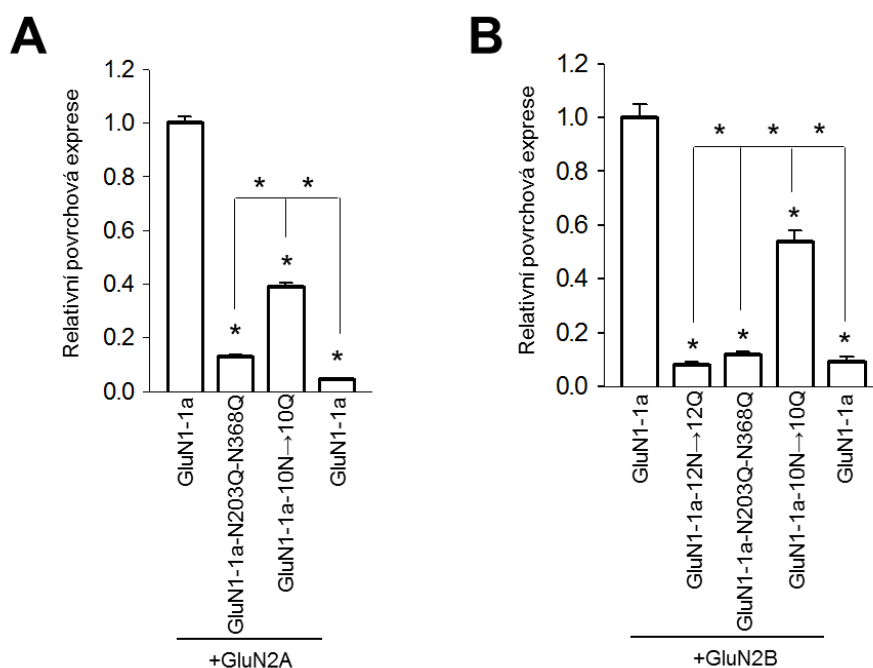 A
Relativní povrchová exprese
1.2
1.0
0.8
0.6
0.4
0.2
0.0
*
*
*
*
*
GluN1-1a
GluN1-1a-N203Q-N368Q
GluN1-1a-10N→10Q
GluN1-1a
+GluN2A
B
Relativní povrchová exprese
1.2
1.0
0.8
0.6
0.4
0.2
0.0
*
*
*
*
*
*
*
GluN1-1a
GluN1-1a-12N→12Q
GluN1-1a-N203Q-N368Q
GluN1-1a-10N→10Q
GluN1-1a
+GluN2B